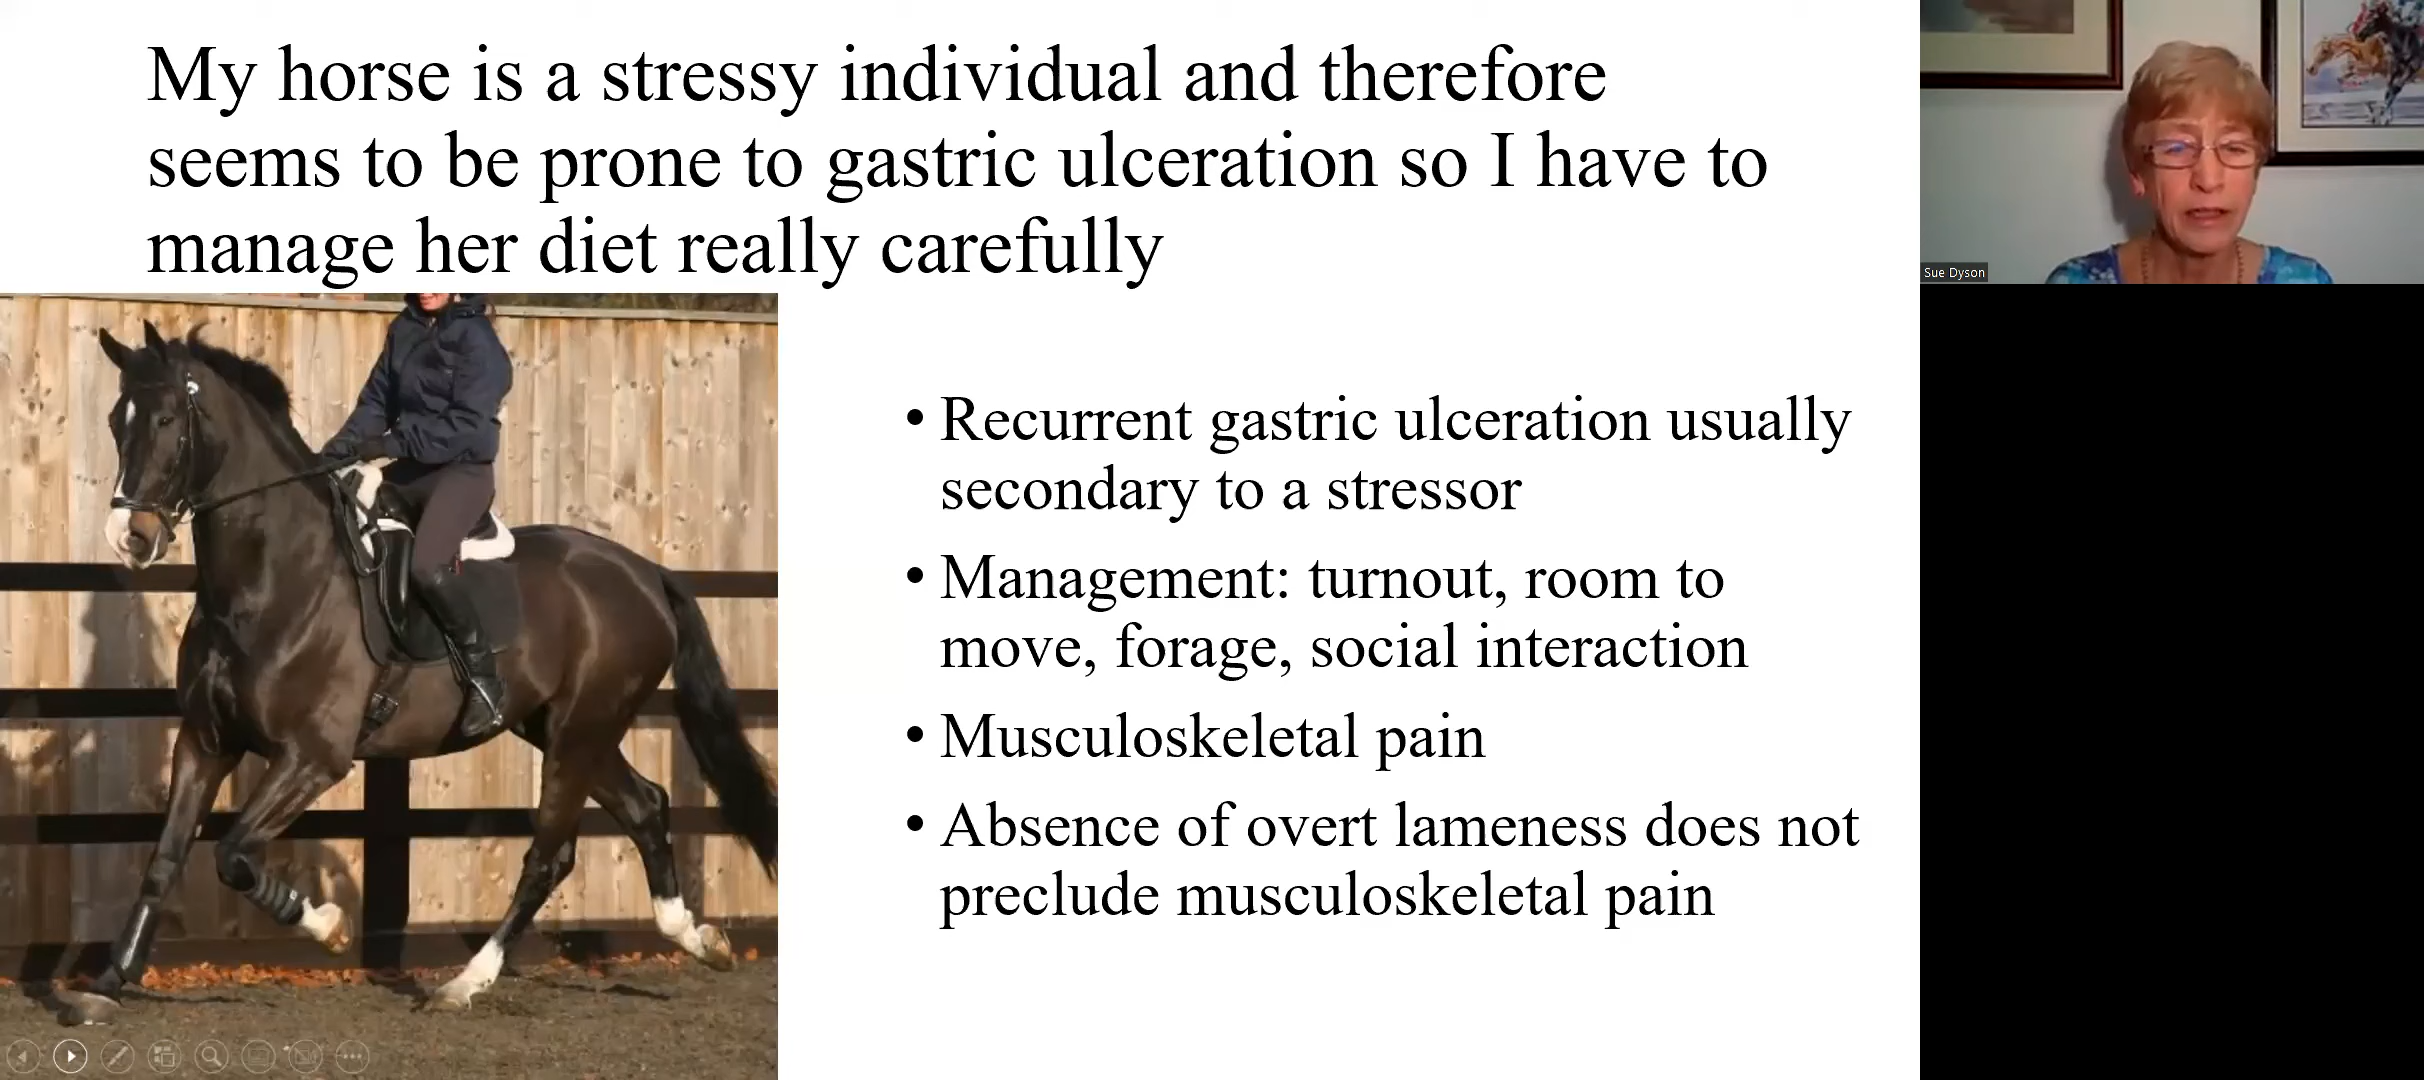 My horse is a stressy individual and therefore
seems to be prone to gastric ulceration so I have to
manage her diet really carefully
• Recurrent gastric ulceration usually
secondary to a stressor
• Management: turnout, room to
move, forage, social interaction
• Musculoskeletal pain
• Absence of overt lameness does not
preclude musculoskeletal pain
Sue Dyson